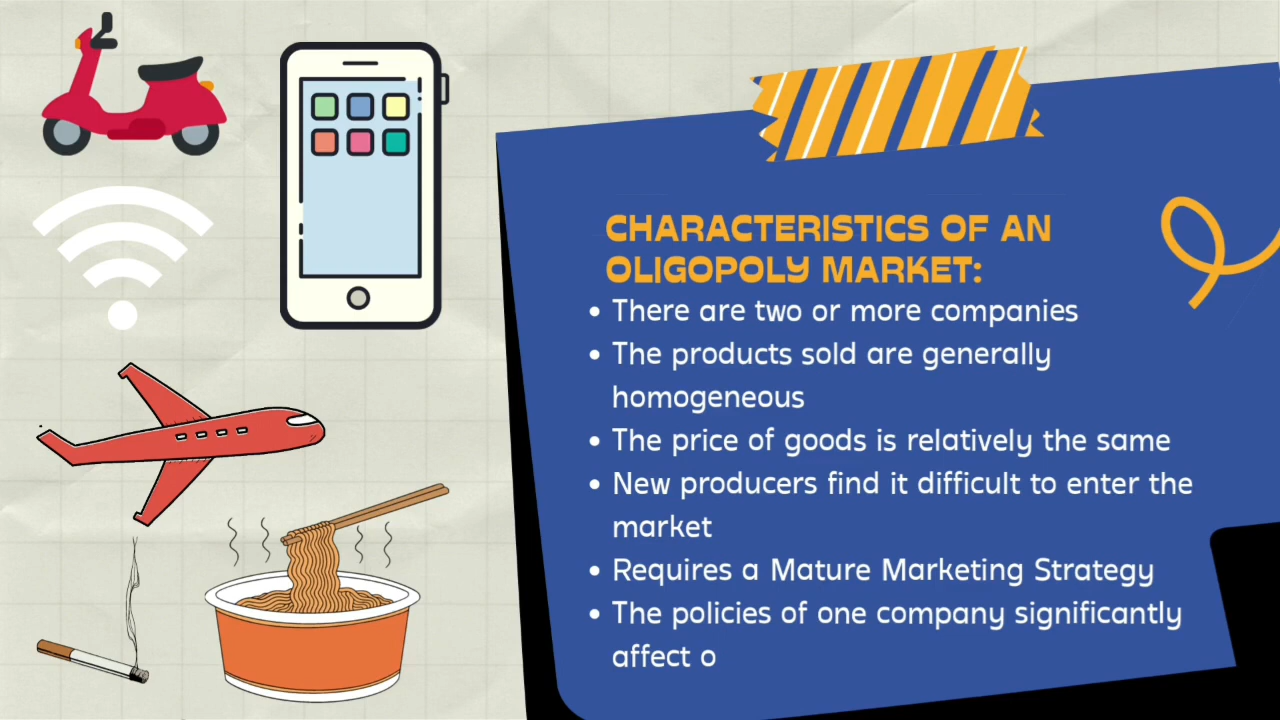 CHARACTERISTICS OF AN
OLIGOPOLY MARKET:
• There are two or more companies
• The products sold are generally
homogeneous
• The price of goods is relatively the same
• New producers find it difficult to enter the
market
• Requires a Mature Marketing Strategy
• The policies of one company significantly
affect o